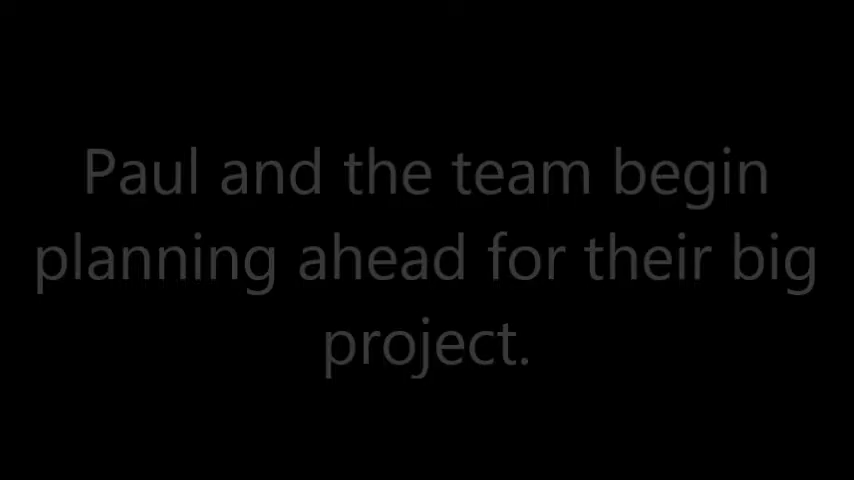 Paul and the team begin
planning ahead for their big
project.